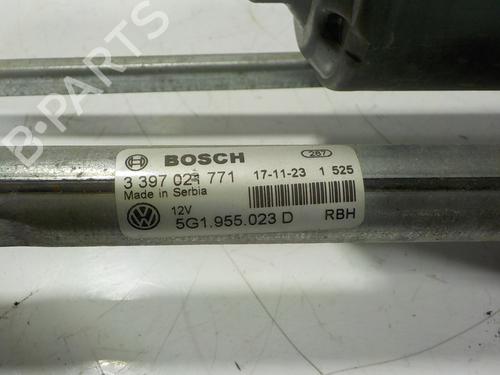 BOSCH 287
3 397 021 771 17-11-23 1 525
Made in Serbia
12V
5G1.955.023 D RBH
B-PARTS